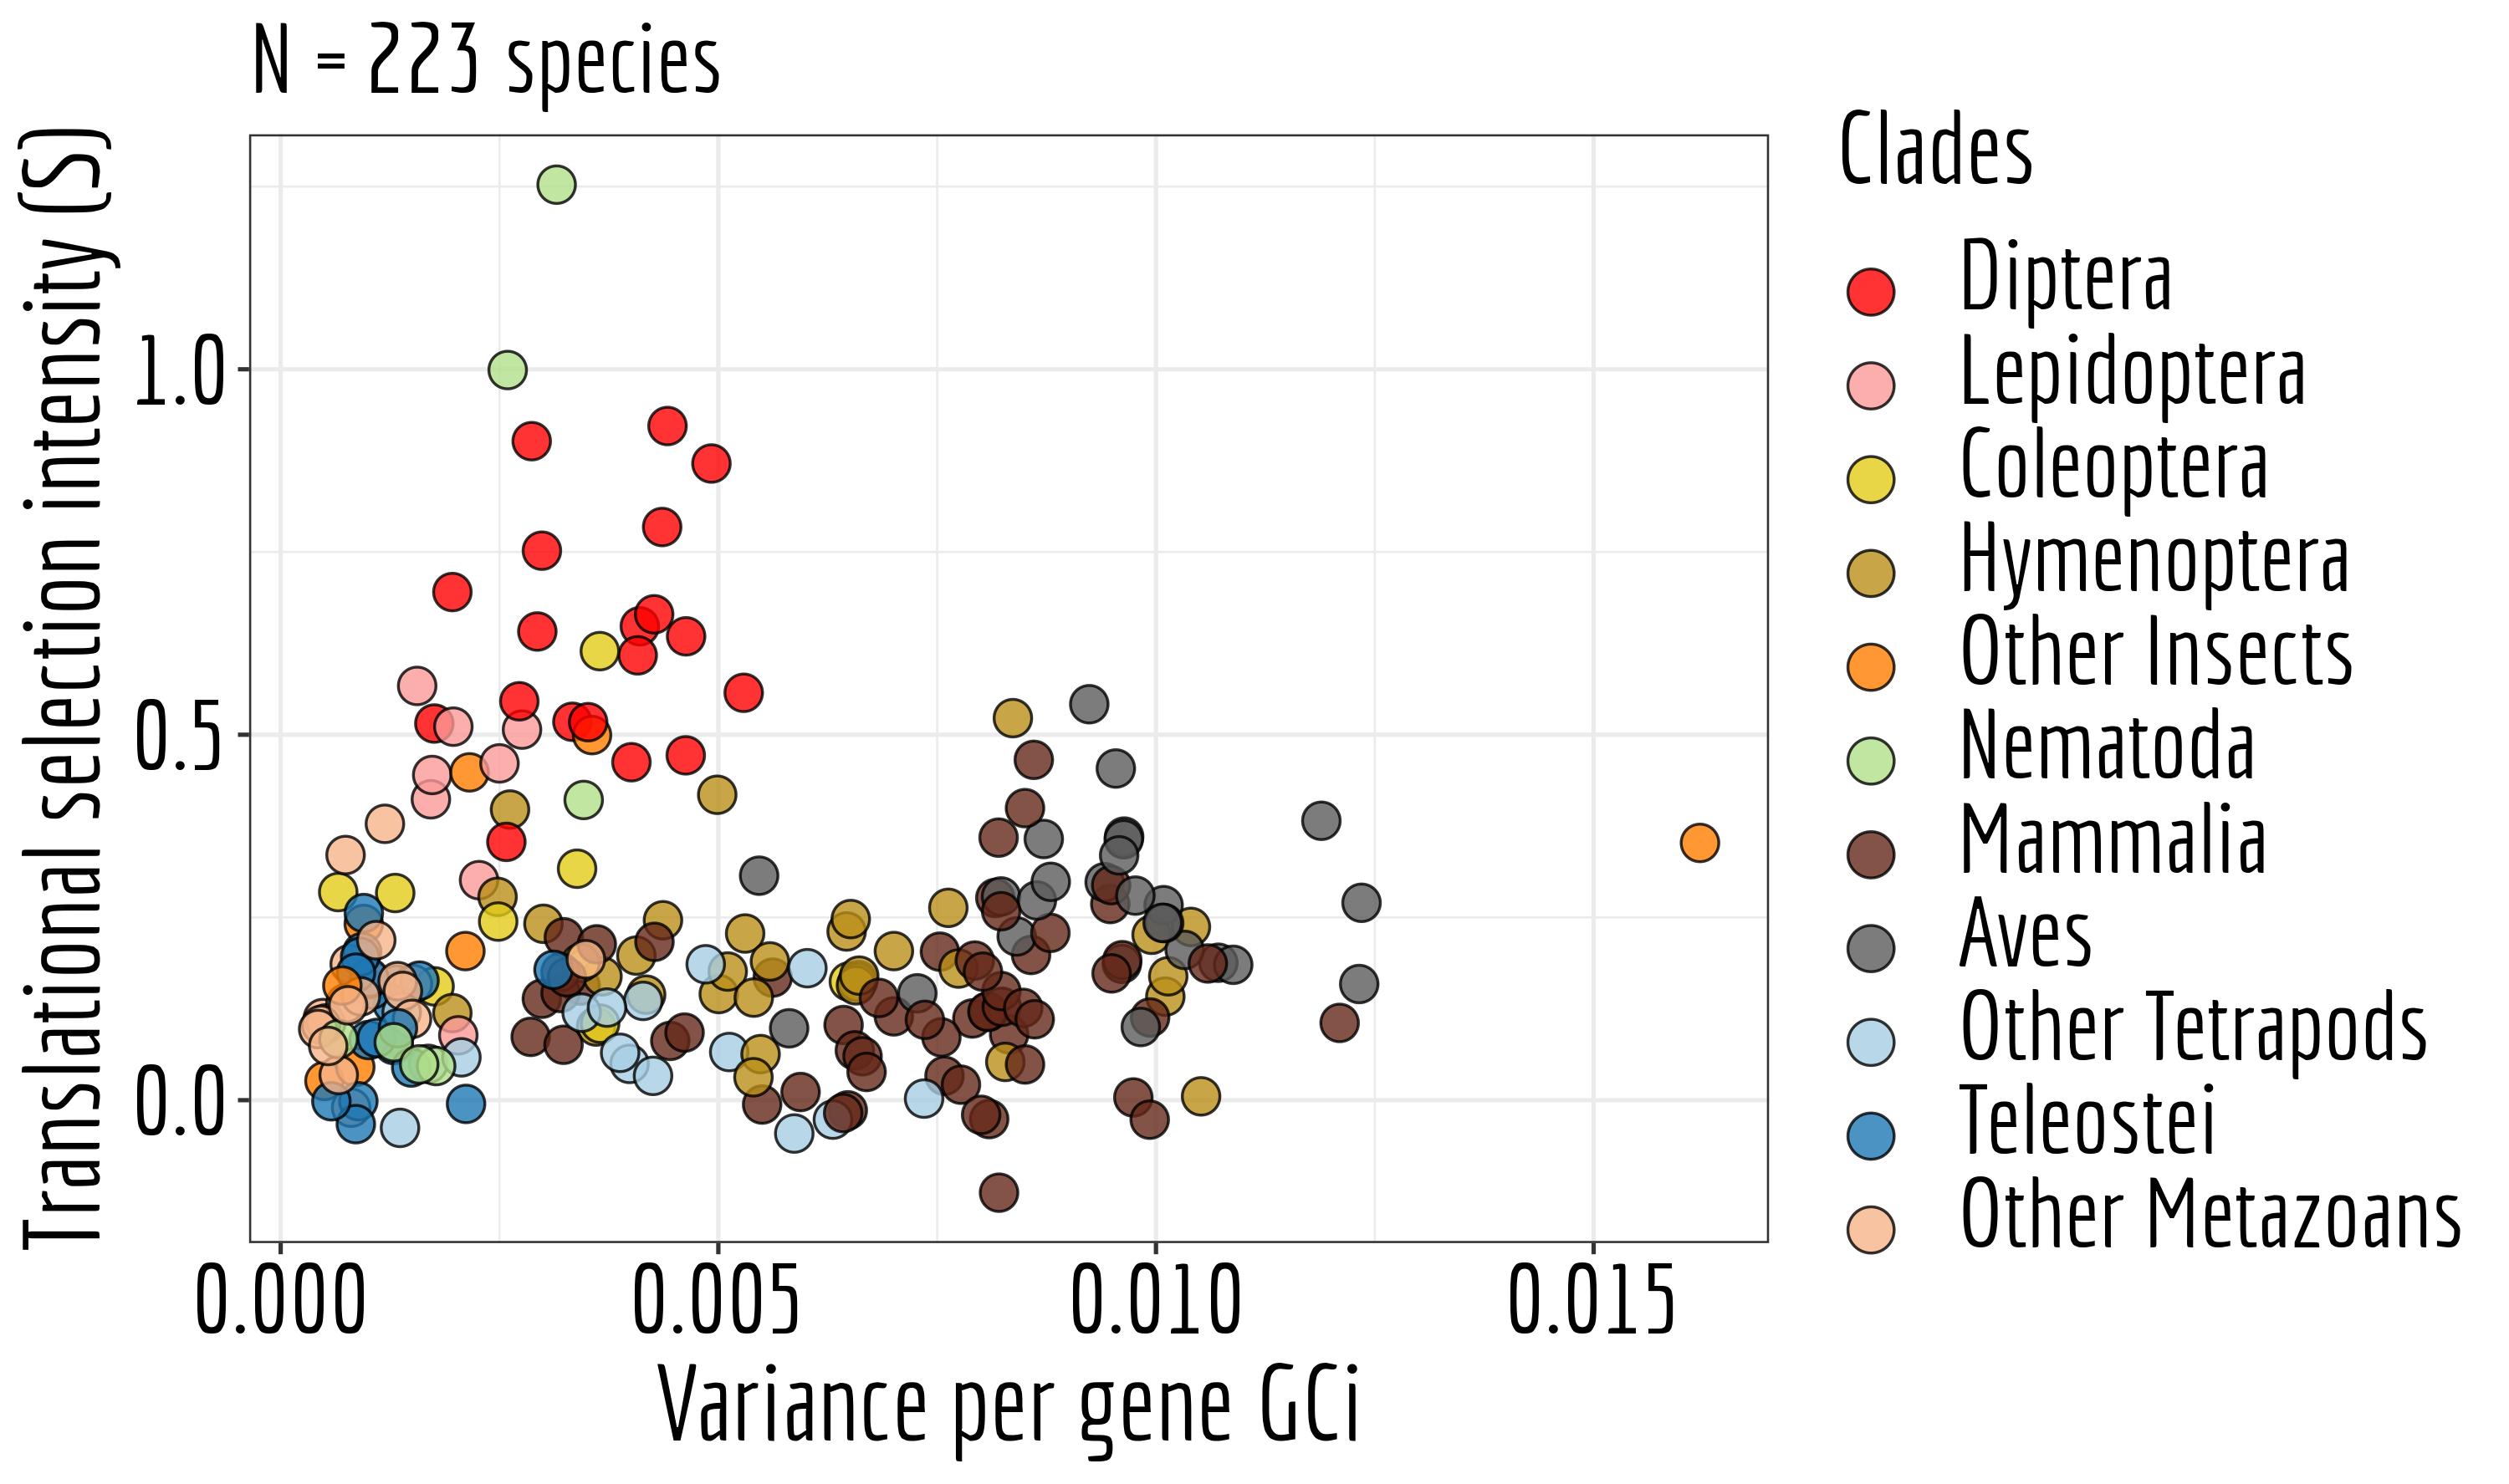 N = 223 species
Translational selection intensity (S)
1.0
0.5
0.0
0.000
0.005
0.010
0.015
Variance per gene GCi
Clades
Diptera
Lepidoptera
Coleoptera
Hymenoptera
Other Insects
Nematoda
Mammalia
Aves
Other Tetrapods
Teleostei
Other Metazoans